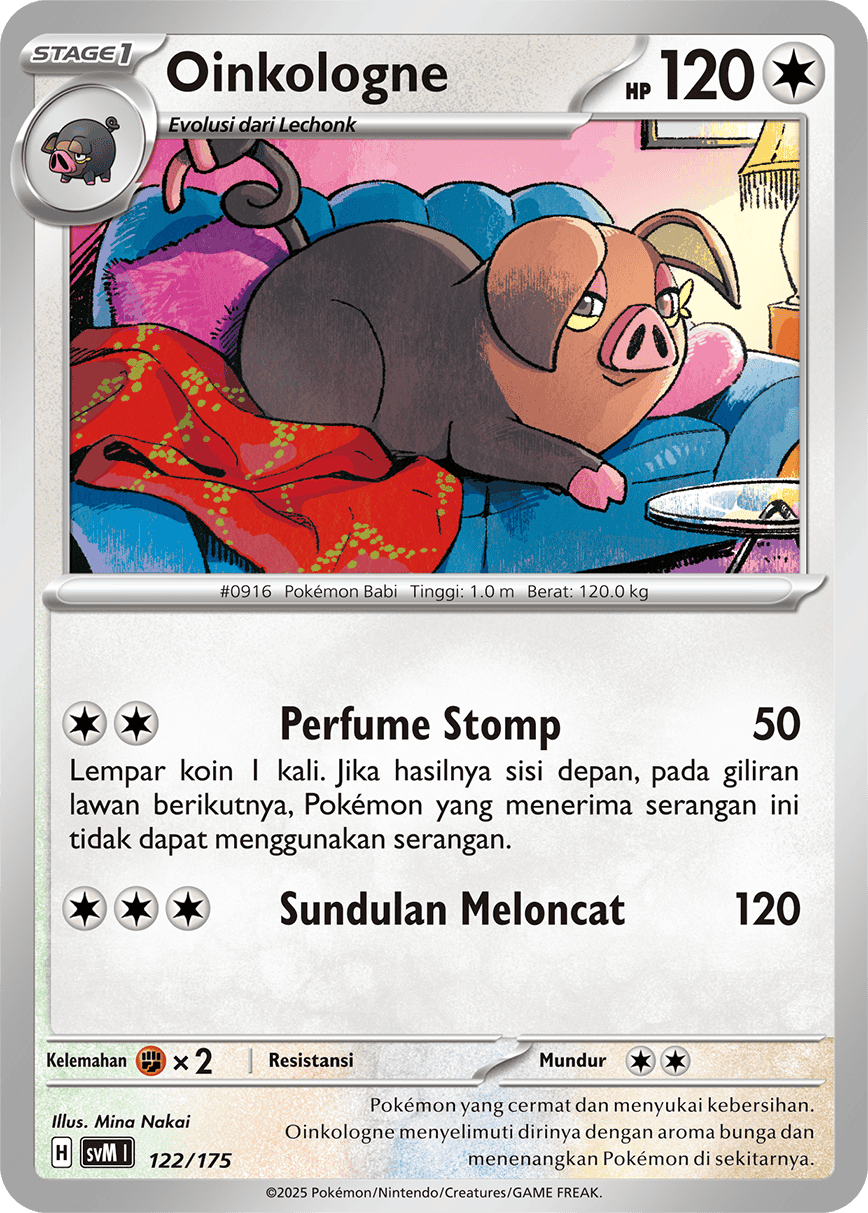 STAGE1
Oinkologne
HP 120
Evolusi dari Lechonk
#0916 Pokémon Babi Tinggi: 1.0 m Berat: 120.0 kg
Perfume Stomp 50
Lempar koin 1 kali. Jika hasilnya sisi depan, pada giliran
lawan berikutnya, Pokémon yang menerima serangan ini
tidak dapat menggunakan serangan.
Sundulan Meloncat 120
Kelemahan ×2 Resistansi Mundur
Illus. Mina Nakai
H svM I 122/175
Pokémon yang cermat dan menyukai kebersihan.
Oinkologne menyelimuti dirinya dengan aroma bunga dan
menenangkan Pokémon di sekitarnya.
©2025 Pokémon/Nintendo/Creatures/GAME FREAK.